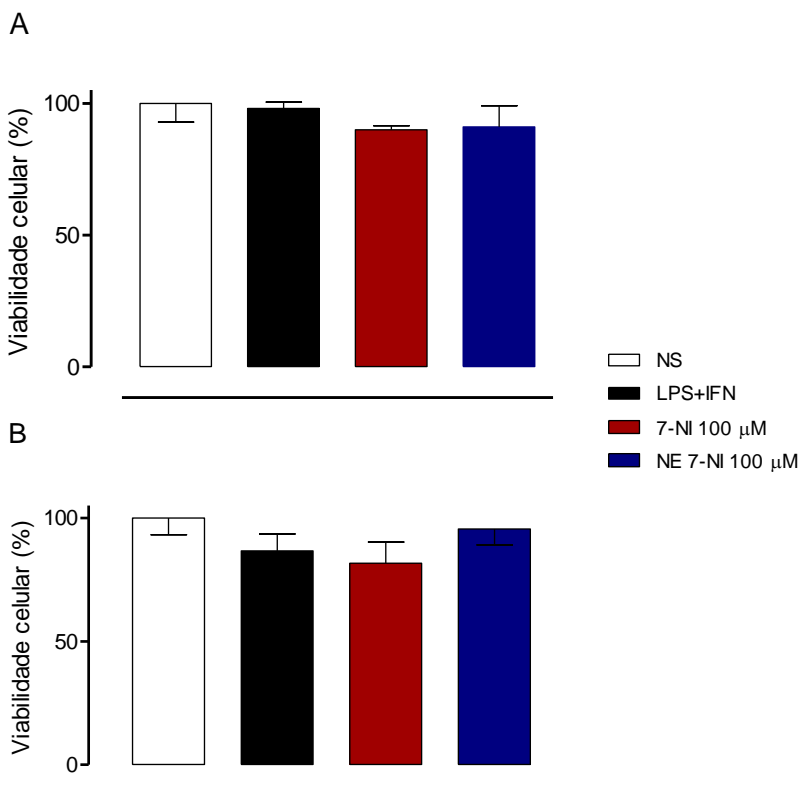 A
Viabilidade celular (%)
100
50
0
NS
LPS+IFN
7-NI 100 μM
NE 7-NI 100 μM
B
Viabilidade celular (%)
100
50
0